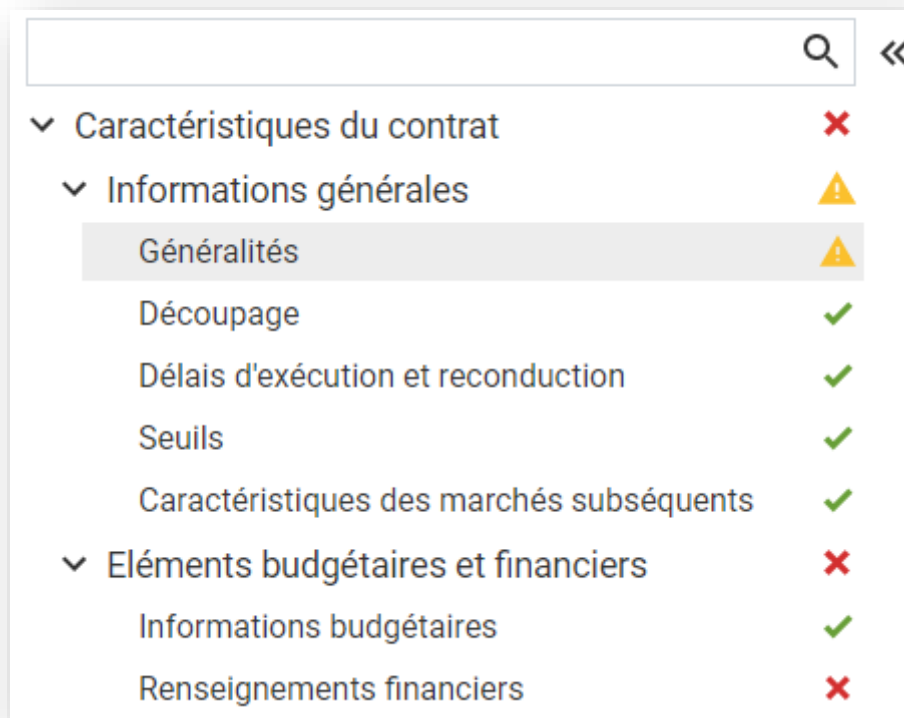 Caractéristiques du contrat
Informations générales
Généralités
Découpage
Délais d'exécution et reconduction
Seuils
Caractéristiques des marchés subséquents
Eléments budgétaires et financiers
Informations budgétaires
Renseignements financiers